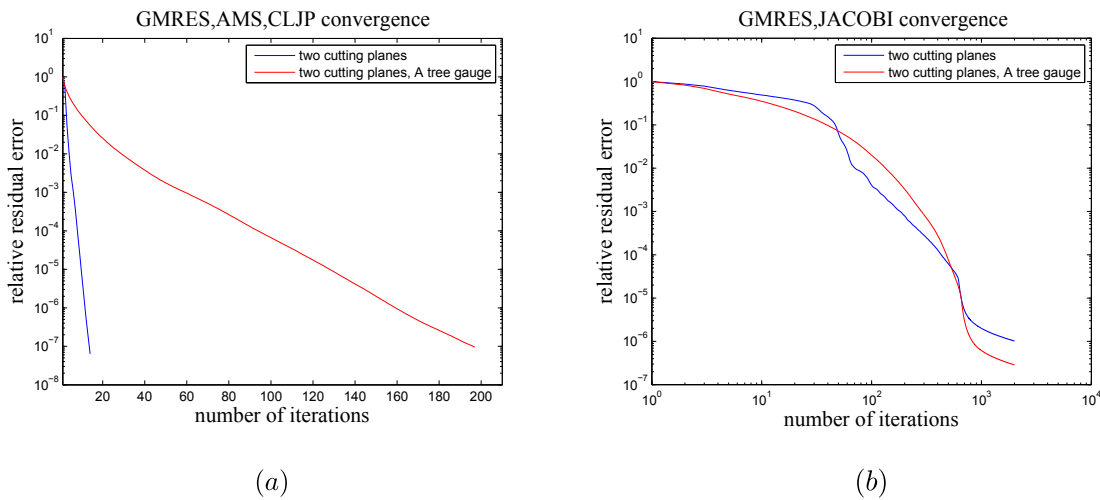 GMRES,AMS,CLJP convergence
two cutting planes
two cutting planes, A tree gauge
relative residual error
10^1
10^0
10^-1
10^-2
10^-3
10^-4
10^-5
10^-6
10^-7
10^-8
20 40 60 80 100 120 140 160 180 200
number of iterations
(a)
GMRES,JACOBI convergence
two cutting planes
two cutting planes, A tree gauge
relative residual error
10^1
10^0
10^-1
10^-2
10^-3
10^-4
10^-5
10^-6
10^-7
10^0 10^1 10^2 10^3 10^4
number of iterations
(b)